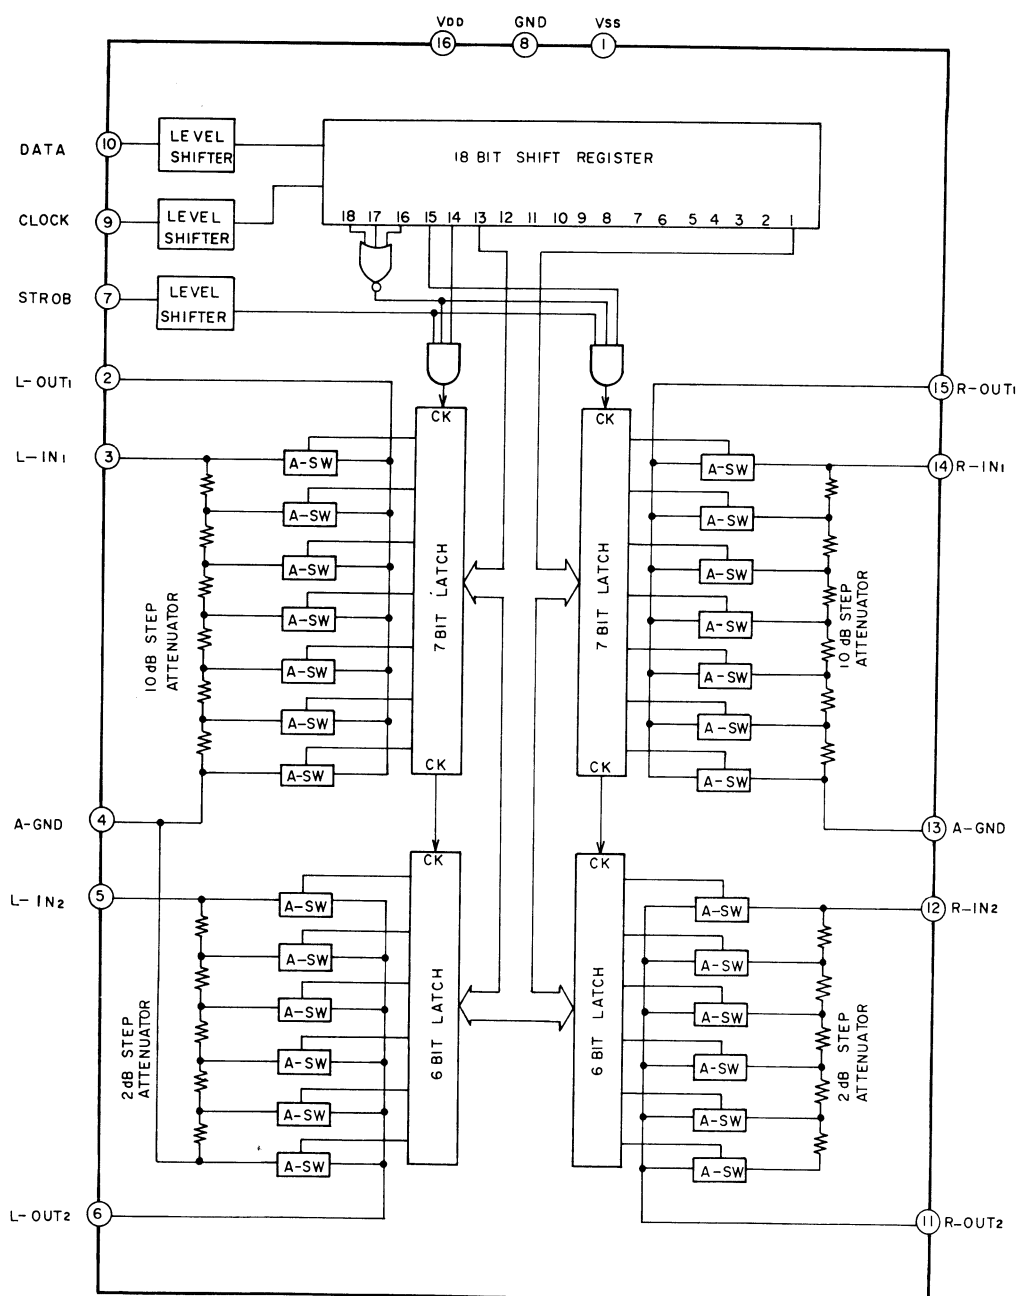 VDD GND VSS
16 8 1
DATA 10 LEVEL SHIFTER
18 BIT SHIFT REGISTER
CLOCK 9 LEVEL SHIFTER
18 17 16 15 14 13 12 11 10 9 8 7 6 5 4 3 2 1
STROB 7 LEVEL SHIFTER
L-OUT1 2
15 R-OUT1
CK
CK
L-IN1 3
14 R-IN1
A-SW
A-SW
A-SW
A-SW
A-SW
A-SW
A-SW
10dB STEP
ATTENUATOR
7 BIT LATCH
7 BIT LATCH
A-SW
A-SW
A-SW
A-SW
A-SW
A-SW
A-SW
10dB STEP
ATTENUATOR
CK
CK
A-GND 4
13 A-GND
CK
CK
L-IN2 5
12 R-IN2
A-SW
A-SW
A-SW
A-SW
A-SW
A-SW
2dB STEP
ATTENUATOR
6 BIT LATCH
6 BIT LATCH
A-SW
A-SW
A-SW
A-SW
A-SW
A-SW
2dB STEP
ATTENUATOR
L-OUT2 6
11 R-OUT2